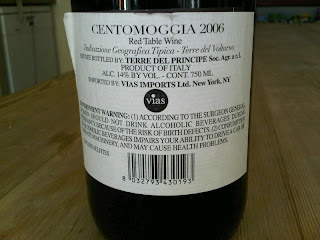 CENTOMOGGIA 2006
Red Table Wine
Indicazione Geografica Tipica - Terre del Volturno
ESTATE BOTTLED BY: TERRE DEL PRINCIPE Soc. Agr. a r.l.
PRODUCT OF ITALY
ALC. 14% BY VOL. - CONT. 750 ML
IMPORTED BY: VIAS IMPORTS Ltd. New York, NY
vias
GOVERNMENT WARNING: (1) ACCORDING TO THE SURGEON GENERAL,
SHOULD NOT DRINK ALCOHOLIC BEVERAGES DURING
BECAUSE OF THE RISK OF BIRTH DEFECTS. (2) CONSUMPTION
BEVERAGES IMPAIRS YOUR ABILITY TO DRIVE A CAR OR
MACHINERY, AND MAY CAUSE HEALTH PROBLEMS.
SULFITES
8 032793 430193